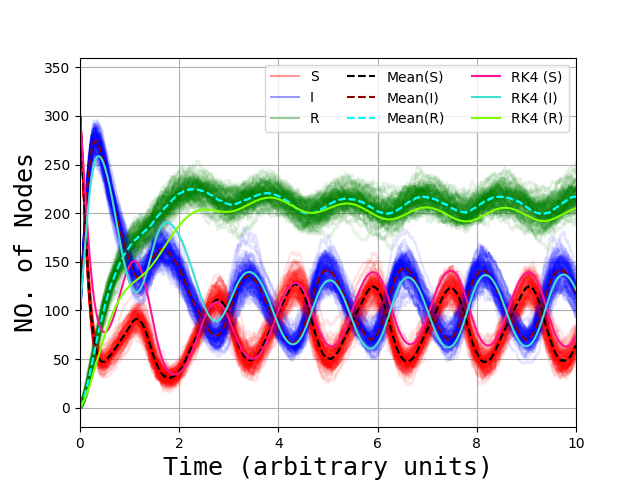 350
300
250
200
150
100
50
0
NO. of Nodes
S Mean(S) RK4 (S)
I Mean(I) RK4 (I)
R Mean(R) RK4 (R)
0 2 4 6 8 10
Time (arbitrary units)